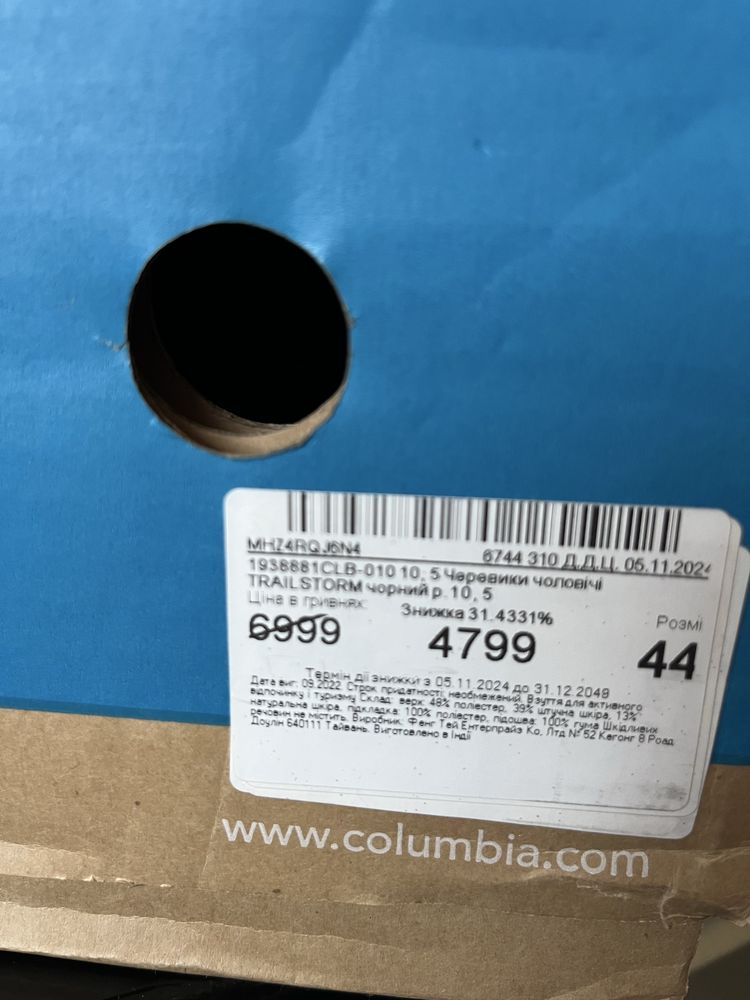 MHZ4RQJ6N4
6744 310 Д.Д.Ц. 05.11.2024
1938881CLB-010 10, 5 Черевики чоловічі
TRAILSTORM чорний р. 10, 5
Ціна в гривнях:
Знижка 31.4331%
Розмі
6999
4799
44
Термін дії знижки з 05.11.2024 до 31.12.2049
Дата виг: 09.2022. Строк придатності: необмежений. Взуття для активного
відпочинку і туризму Склад: верх: 48% поліестер, 39% штучна шкіра, 13%
натуральна шкіра, підкладка: 100% поліестер, підошва: 100% гума Шкідливих
речовин не містить. Виробник: Фенг Тей Ентерпрайз Ко. Лтд № 52 Кегонг 8 Роад
Доулін 640111 Тайвань. Виготовлено в Індії
www.columbia.com